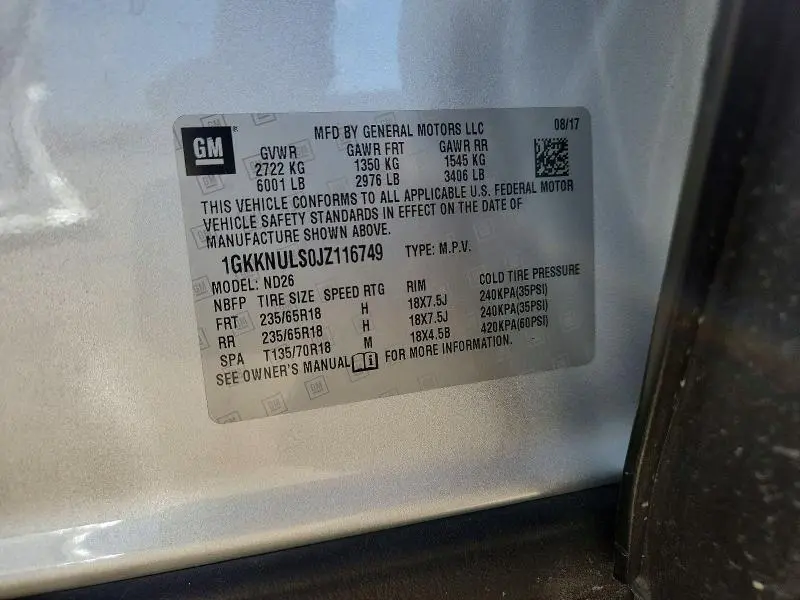 GM ® MFD BY GENERAL MOTORS LLC 08/17
GVWR GAWR FRT GAWR RR
2722 KG 1350 KG 1545 KG
6001 LB 2976 LB 3406 LB
THIS VEHICLE CONFORMS TO ALL APPLICABLE U.S. FEDERAL MOTOR
VEHICLE SAFETY STANDARDS IN EFFECT ON THE DATE OF
MANUFACTURE SHOWN ABOVE.
1GKKNULS0JZ116749 TYPE: M.P.V.
MODEL: ND26
NBFP TIRE SIZE SPEED RTG RIM COLD TIRE PRESSURE
FRT 235/65R18 H 18X7.5J 240KPA(35PSI)
RR 235/65R18 H 18X7.5J 240KPA(35PSI)
SPA T135/70R18 M 18X4.5B 420KPA(60PSI)
SEE OWNER'S MANUAL FOR MORE INFORMATION.